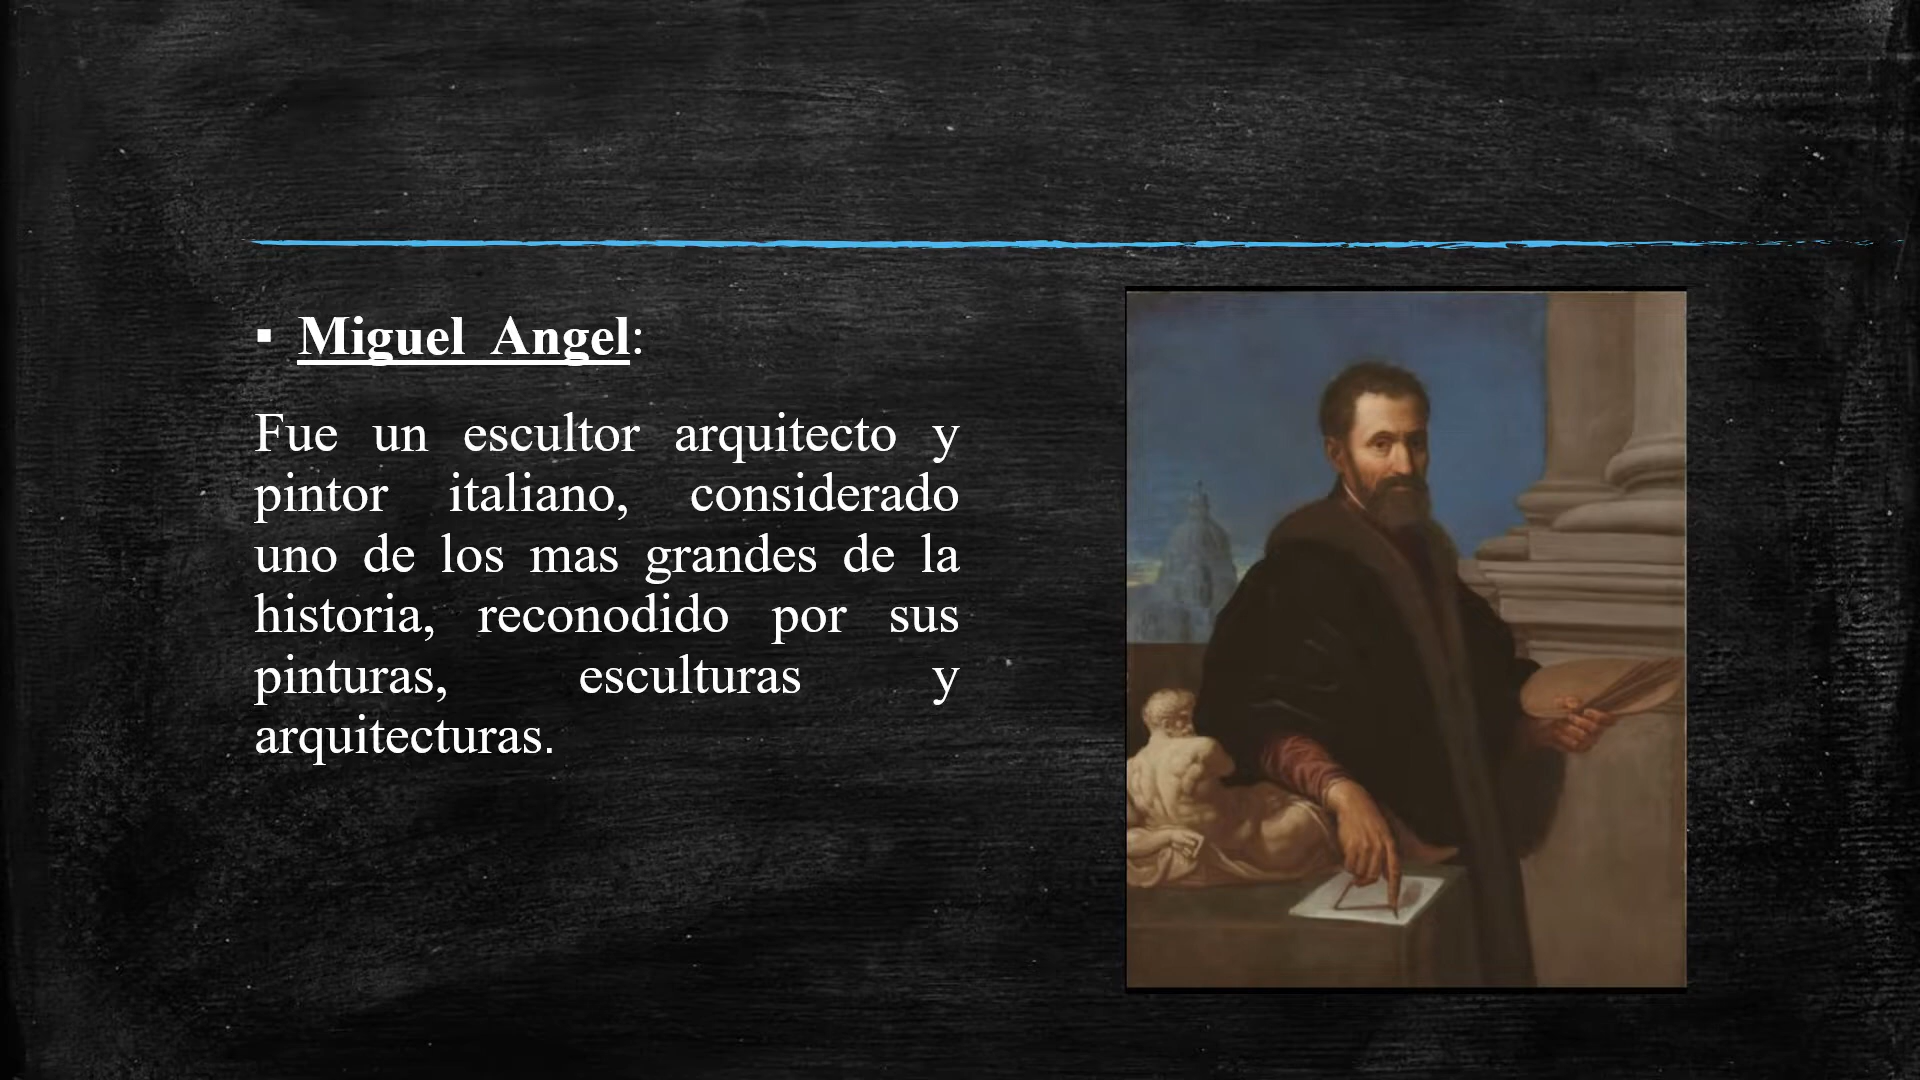 ▪ Miguel Angel:
Fue un escultor arquitecto y
pintor italiano, considerado
uno de los mas grandes de la
historia, reconodido por sus
pinturas, esculturas y
arquitecturas.